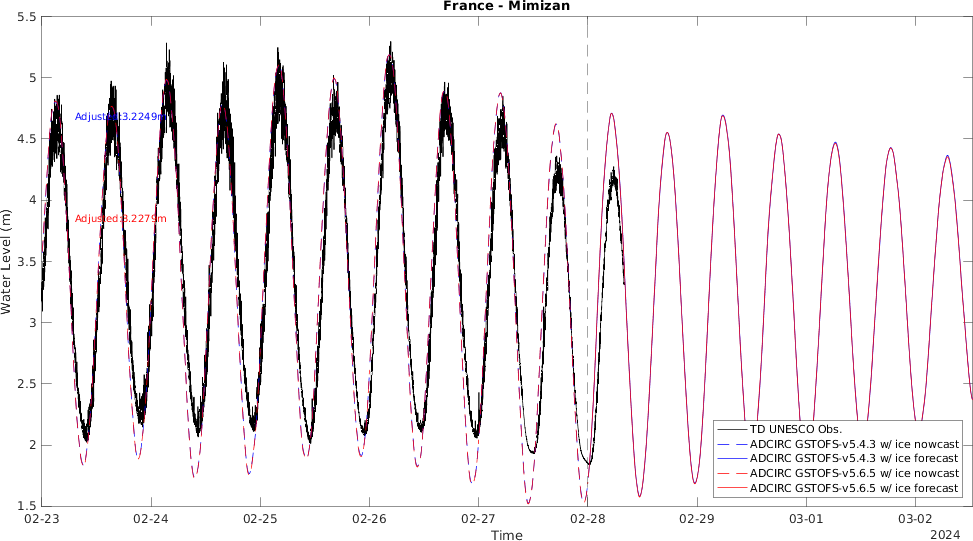 France - Mimizan
5.5
5
4.5
4
3.5
3
2.5
2
1.5
Water Level (m)
Adjusted:3.2249m
Adjusted:3.2279m
TD UNESCO Obs.
ADCIRC GSTOFS-v5.4.3 w/ ice nowcast
ADCIRC GSTOFS-v5.4.3 w/ ice forecast
ADCIRC GSTOFS-v5.6.5 w/ ice nowcast
ADCIRC GSTOFS-v5.6.5 w/ ice forecast
02-23 02-24 02-25 02-26 02-27 02-28 02-29 03-01 03-02
Time
2024